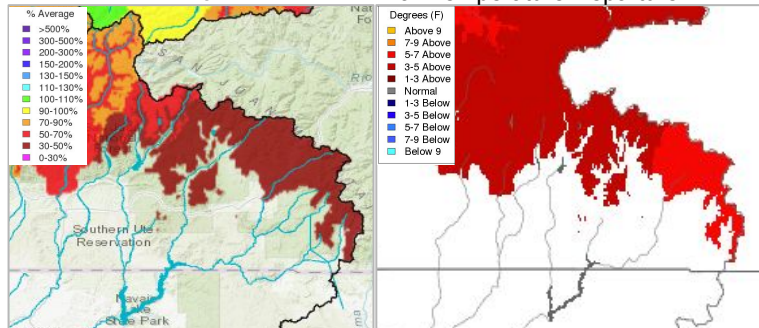 % Average
>500%
300-500%
200-300%
150-200%
130-150%
110-130%
100-110%
90-100%
70-90%
50-70%
30-50%
0-30%
Degrees (F)
Above 9
7-9 Above
5-7 Above
3-5 Above
1-3 Above
Normal
1-3 Below
3-5 Below
5-7 Below
7-9 Below
Below 9
SAN
Southern Ute
Reservation
Lake
State Park